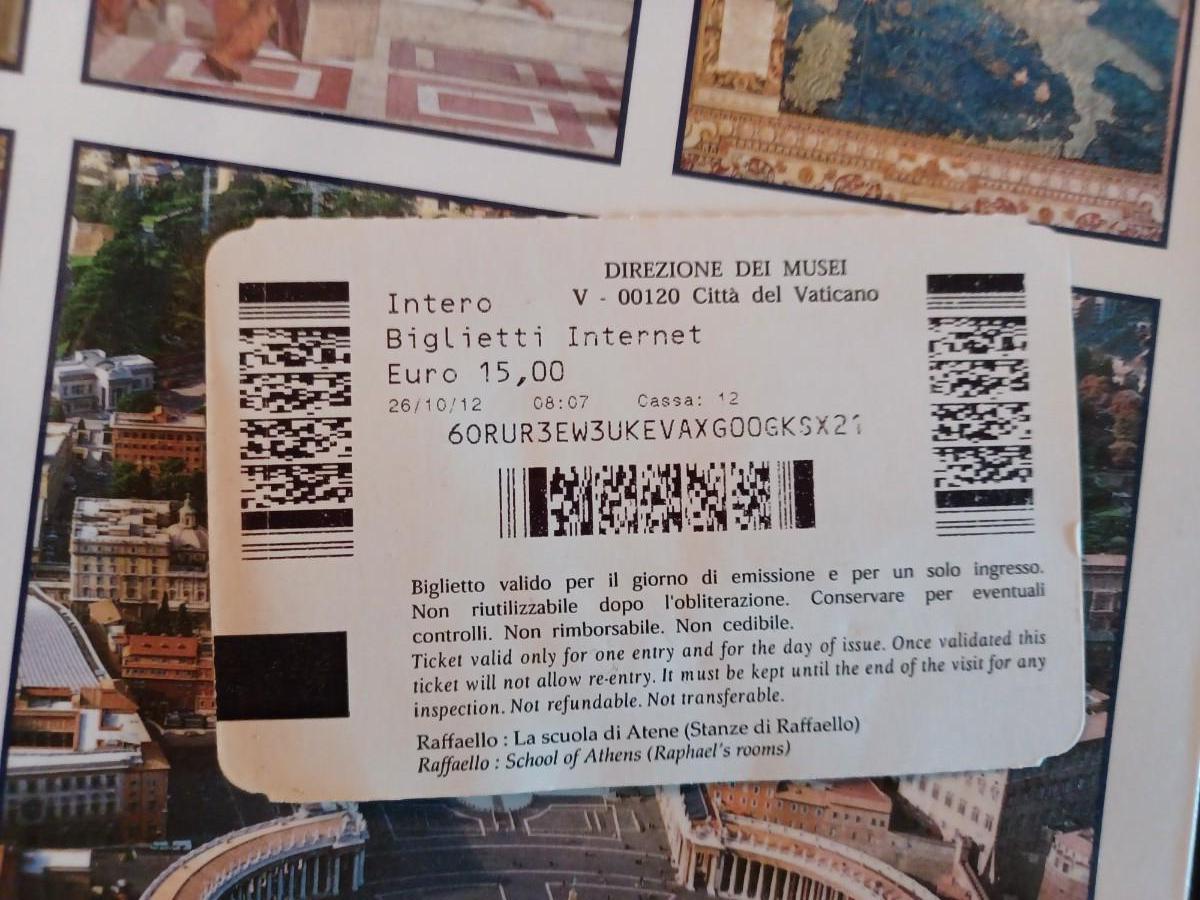 DIREZIONE DEI MUSEI
V - 00120 Città del Vaticano
Intero
Biglietti Internet
Euro 15,00
26/10/12 08:07 Cassa: 12
6ORUR3EW3UKEVAXGOOGKSX21
Biglietto valido per il giorno di emissione e per un solo ingresso.
Non riutilizzabile dopo l'obliterazione. Conservare per eventuali
controlli. Non rimborsabile. Non cedibile.
Ticket valid only for one entry and for the day of issue. Once validated this
ticket will not allow re-entry. It must be kept until the end of the visit for any
inspection. Not refundable. Not transferable.
Raffaello : La scuola di Atene (Stanze di Raffaello)
Raffaello : School of Athens (Raphael's rooms)